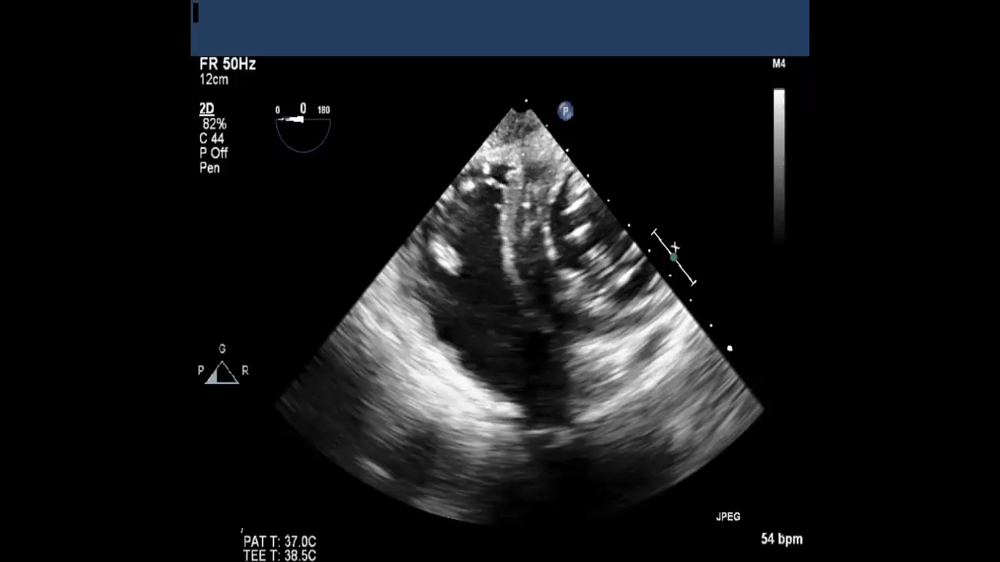 FR 50Hz
12cm
M4
2D
82%
C 44
P Off
Pen
0 0 180
P
G
P R
JPEG
54 bpm
PAT T: 37.0C
TEE T: 38.5C